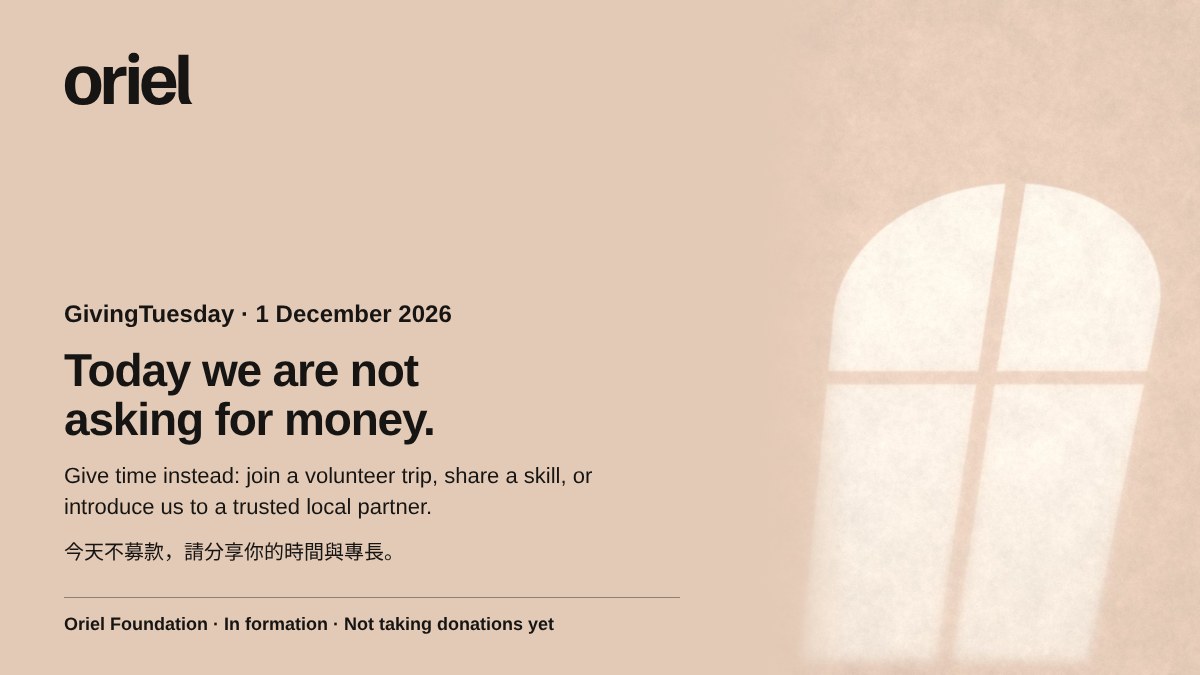 oriel
GivingTuesday · 1 December 2026
Today we are not
asking for money.
Give time instead: join a volunteer trip, share a skill, or
introduce us to a trusted local partner.
今天不募款，請分享你的時間與專長。
Oriel Foundation · In formation · Not taking donations yet